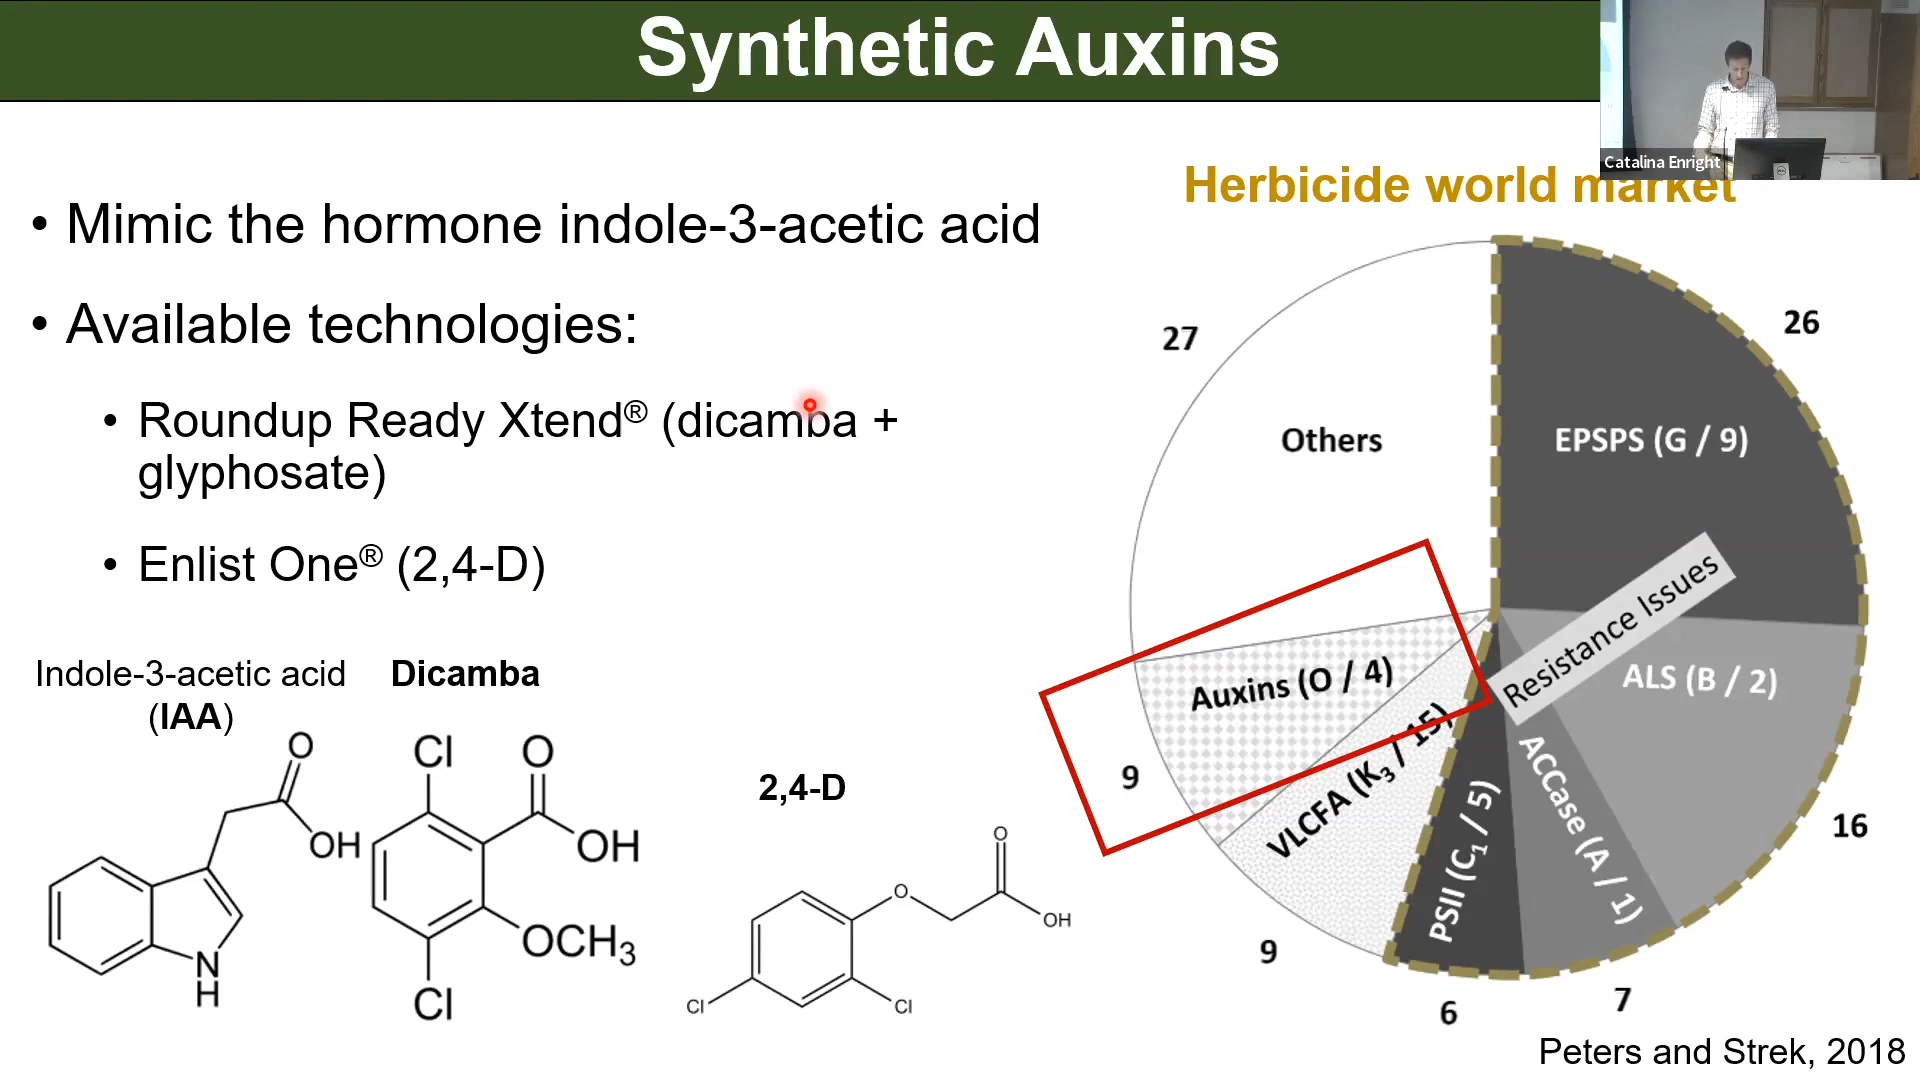 Synthetic Auxins
Catalina Enright
• Mimic the hormone indole-3-acetic acid
• Available technologies:
• Roundup Ready Xtend® (dicamba +
glyphosate)
• Enlist One® (2,4-D)
Indole-3-acetic acid
(IAA)
O
OH
N
H
Dicamba
Cl
O
OH
OCH3
Cl
2,4-D
O
O
OH
Cl
Cl
Herbicide world market
27
Others
26
EPSPS (G / 9)
Resistance Issues
ALS (B / 2)
16
ACCase (A / 1)
7
PSII (C1 / 5)
6
VLCFA (K3 / 15)
9
Auxins (O / 4)
9
Peters and Strek, 2018